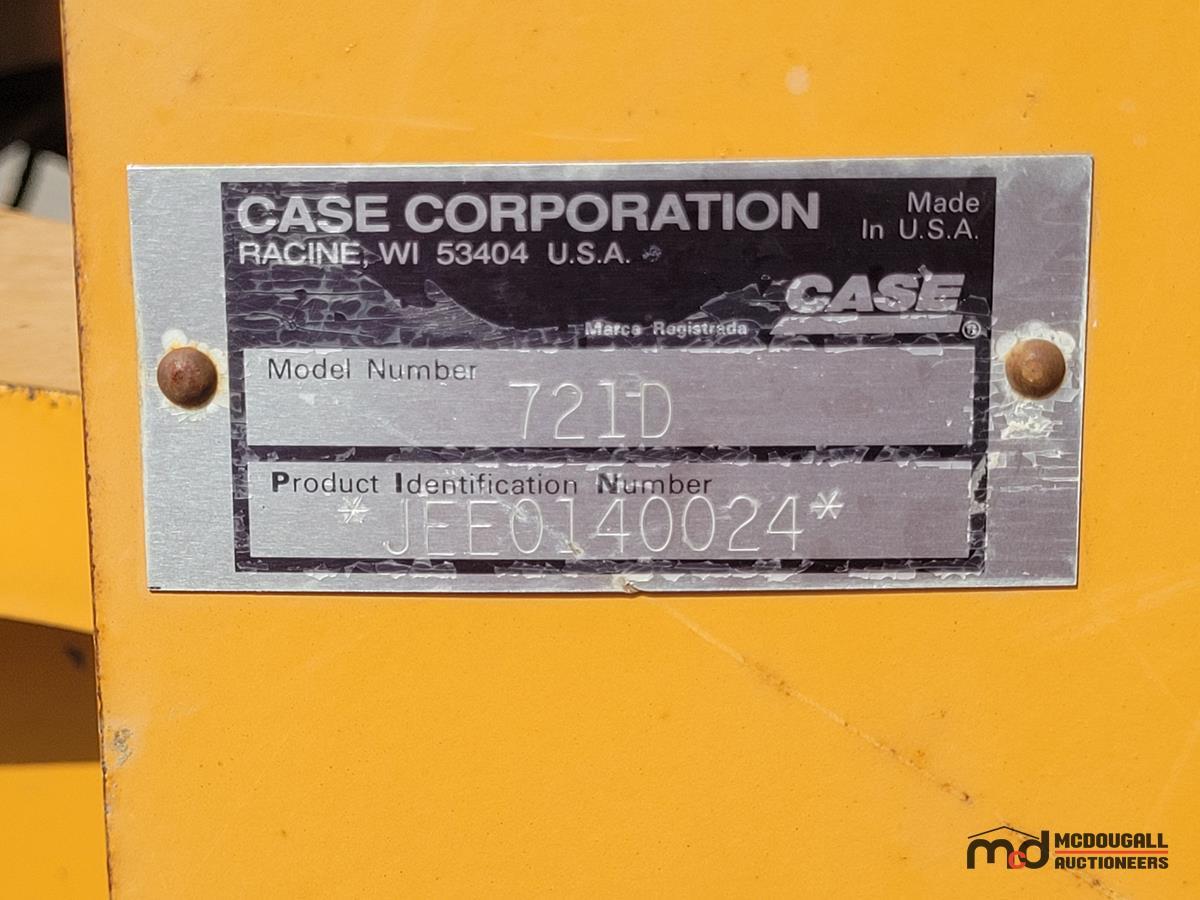 CASE CORPORATION
RACINE, WI 53404 U.S.A.
Made
In U.S.A.
CASE
Marca Registrada ®
Model Number
721D
Product Identification Number
*JEE0140024*
mcd MCDOUGALL
AUCTIONEERS